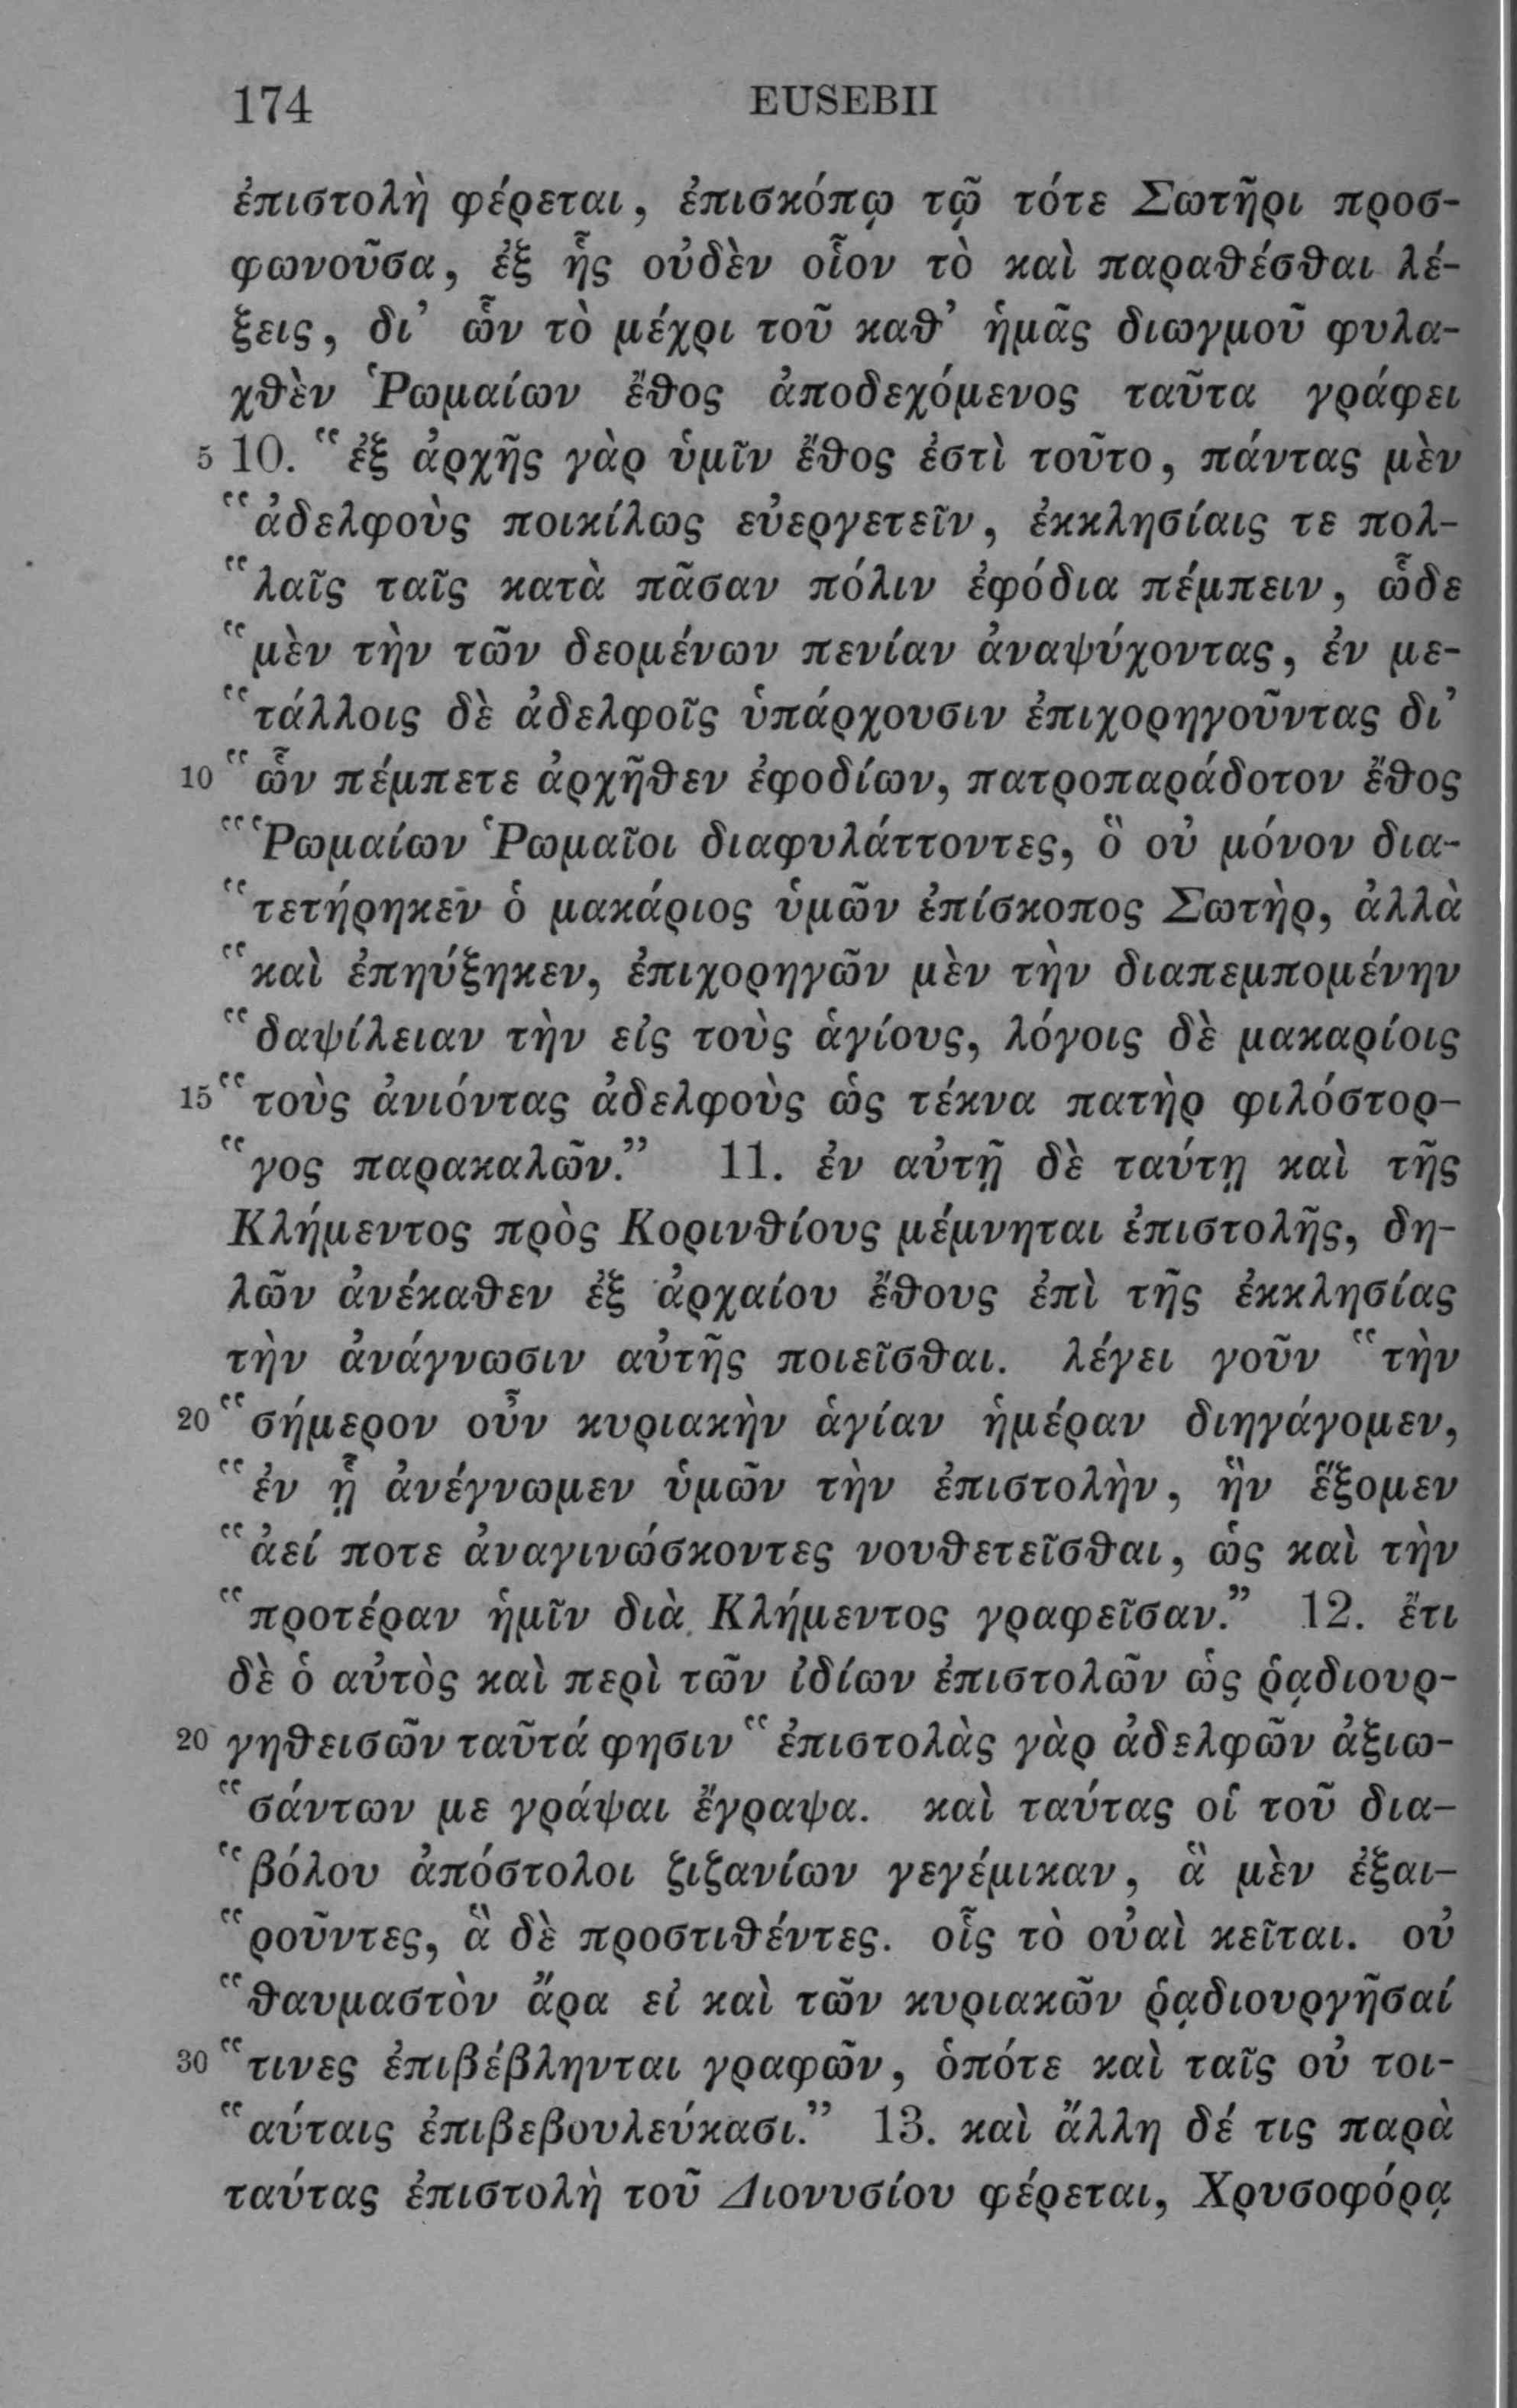 174 EUSEBII
ἐπιστολὴ φέρεται, ἐπισκόπῳ τῷ τότε Σωτῆρι προσ-
φωνοῦσα, ἐξ ἧς οὐδὲν οἷον τὸ καὶ παραθέσθαι λέ-
ξεις, δι’ ὧν τὸ μέχρι τοῦ καθ’ ἡμᾶς διωγμοῦ φυλα-
χθὲν Ῥωμαίων ἔθος ἀποδεχόμενος ταῦτα γράφει
5 10. “ἐξ ἀρχῆς γὰρ ὑμῖν ἔθος ἐστὶ τοῦτο, πάντας μὲν
“ἀδελφοὺς ποικίλως εὐεργετεῖν, ἐκκλησίαις τε πολ-
“λαῖς ταῖς κατὰ πᾶσαν πόλιν ἐφόδια πέμπειν, ὧδε
“μὲν τὴν τῶν δεομένων πενίαν ἀναψύχοντας, ἐν με-
“τάλλοις δὲ ἀδελφοῖς ὑπάρχουσιν ἐπιχορηγοῦντας δι’
10 “ὧν πέμπετε ἀρχῆθεν ἐφοδίων, πατροπαράδοτον ἔθος
“Ῥωμαίων Ῥωμαῖοι διαφυλάττοντες, ὃ οὐ μόνον δια-
“τετήρηκεν ὁ μακάριος ὑμῶν ἐπίσκοπος Σωτὴρ, ἀλλὰ
“καὶ ἐπηύξηκεν, ἐπιχορηγῶν μὲν τὴν διαπεμπομένην
“δαψίλειαν τὴν εἰς τοὺς ἁγίους, λόγοις δὲ μακαρίοις
15 “τοὺς ἀνιόντας ἀδελφοὺς ὡς τέκνα πατὴρ φιλόστορ-
“γος παρακαλῶν.” 11. ἐν αὐτῇ δὲ ταύτῃ καὶ τῆς
Κλήμεντος πρὸς Κορινθίους μέμνηται ἐπιστολῆς, δη-
λῶν ἀνέκαθεν ἐξ ἀρχαίου ἔθους ἐπὶ τῆς ἐκκλησίας
τὴν ἀνάγνωσιν αὐτῆς ποιεῖσθαι. λέγει γοῦν “τὴν
20 “σήμερον οὖν κυριακὴν ἁγίαν ἡμέραν διηγάγομεν,
“ἐν ᾗ ἀνέγνωμεν ὑμῶν τὴν ἐπιστολὴν, ἣν ἕξομεν
“ἀεί ποτε ἀναγινώσκοντες νουθετεῖσθαι, ὡς καὶ τὴν
“προτέραν ἡμῖν διὰ Κλήμεντος γραφεῖσαν.” 12. ἔτι
δὲ ὁ αὐτὸς καὶ περὶ τῶν ἰδίων ἐπιστολῶν ὡς ῥᾳδιουρ-
20 γηθεισῶν ταῦτά φησιν “ἐπιστολὰς γὰρ ἀδελφῶν ἀξιω-
“σάντων με γράψαι ἔγραψα. καὶ ταύτας οἱ τοῦ δια-
“βόλου ἀπόστολοι ζιζανίων γεγέμικαν, ἃ μὲν ἐξαι-
“ροῦντες, ἃ δὲ προστιθέντες. οἷς τὸ οὐαὶ κεῖται. οὐ
“θαυμαστὸν ἄρα εἰ καὶ τῶν κυριακῶν ῥᾳδιουργῆσαί
30 “τινες ἐπιβέβληνται γραφῶν, ὁπότε καὶ ταῖς οὐ τοι-
“αύταις ἐπιβεβουλεύκασι.” 13. καὶ ἄλλη δέ τις παρὰ
ταύτας ἐπιστολὴ τοῦ Διονυσίου φέρεται, Χρυσοφόρᾳ